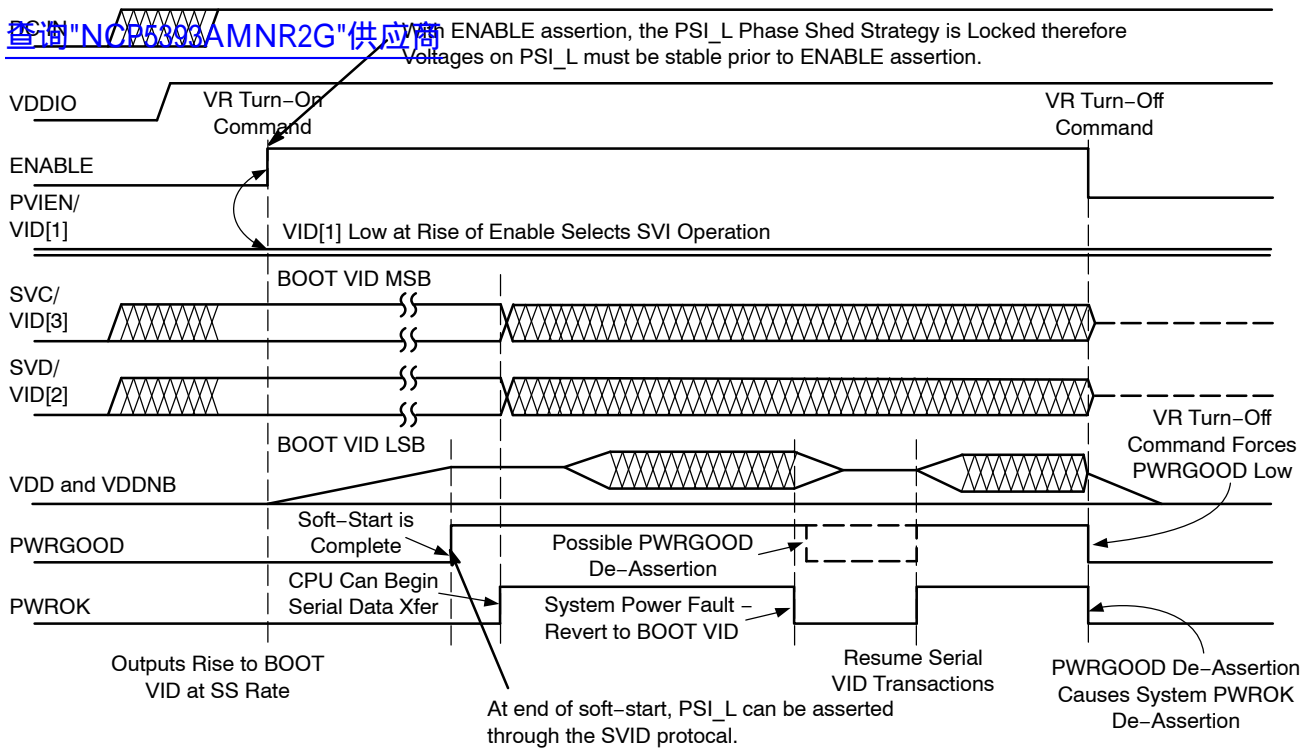 DC-IN
查询"NCP5393AMNR2G"供应商
With ENABLE assertion, the PSI_L Phase Shed Strategy is Locked therefore
Voltages on PSI_L must be stable prior to ENABLE assertion.
VDDIO
VR Turn−On
Command
VR Turn−Off
Command
ENABLE
PVIEN/
VID[1]
VID[1] Low at Rise of Enable Selects SVI Operation
BOOT VID MSB
SVC/
VID[3]
SVD/
VID[2]
BOOT VID LSB
VR Turn−Off
Command Forces
PWRGOOD Low
VDD and VDDNB
Soft−Start is
Complete
PWRGOOD
Possible PWRGOOD
De−Assertion
CPU Can Begin
Serial Data Xfer
PWROK
System Power Fault −
Revert to BOOT VID
Outputs Rise to BOOT
VID at SS Rate
Resume Serial
VID Transactions
PWRGOOD De−Assertion
Causes System PWROK
De−Assertion
At end of soft−start, PSI_L can be asserted
through the SVID protocal.